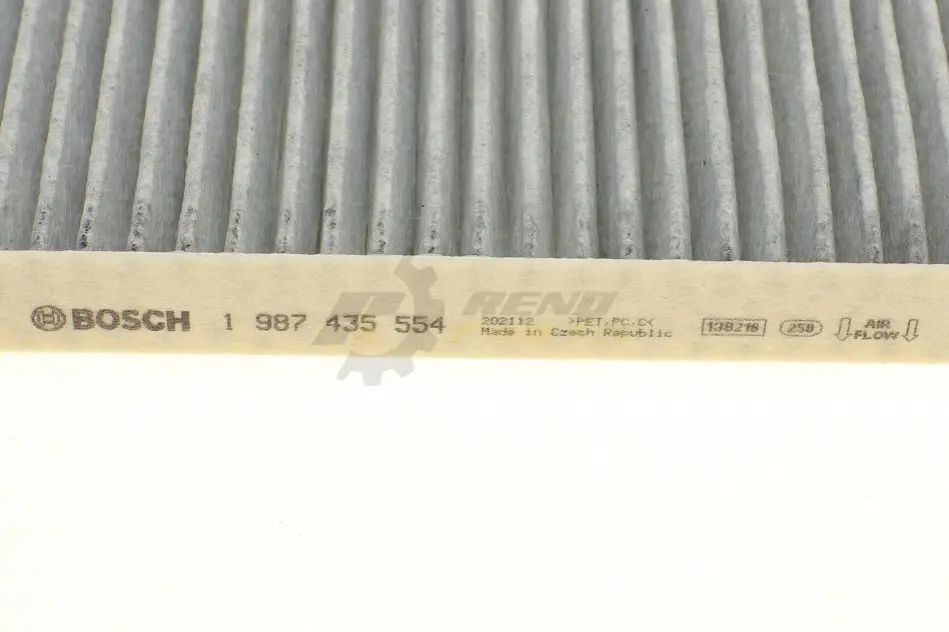 BOSCH 1 987 435 554
202112 >PET,PC,C<
Made in Czech Republic
138216
250
AIR
FLOW
RENO